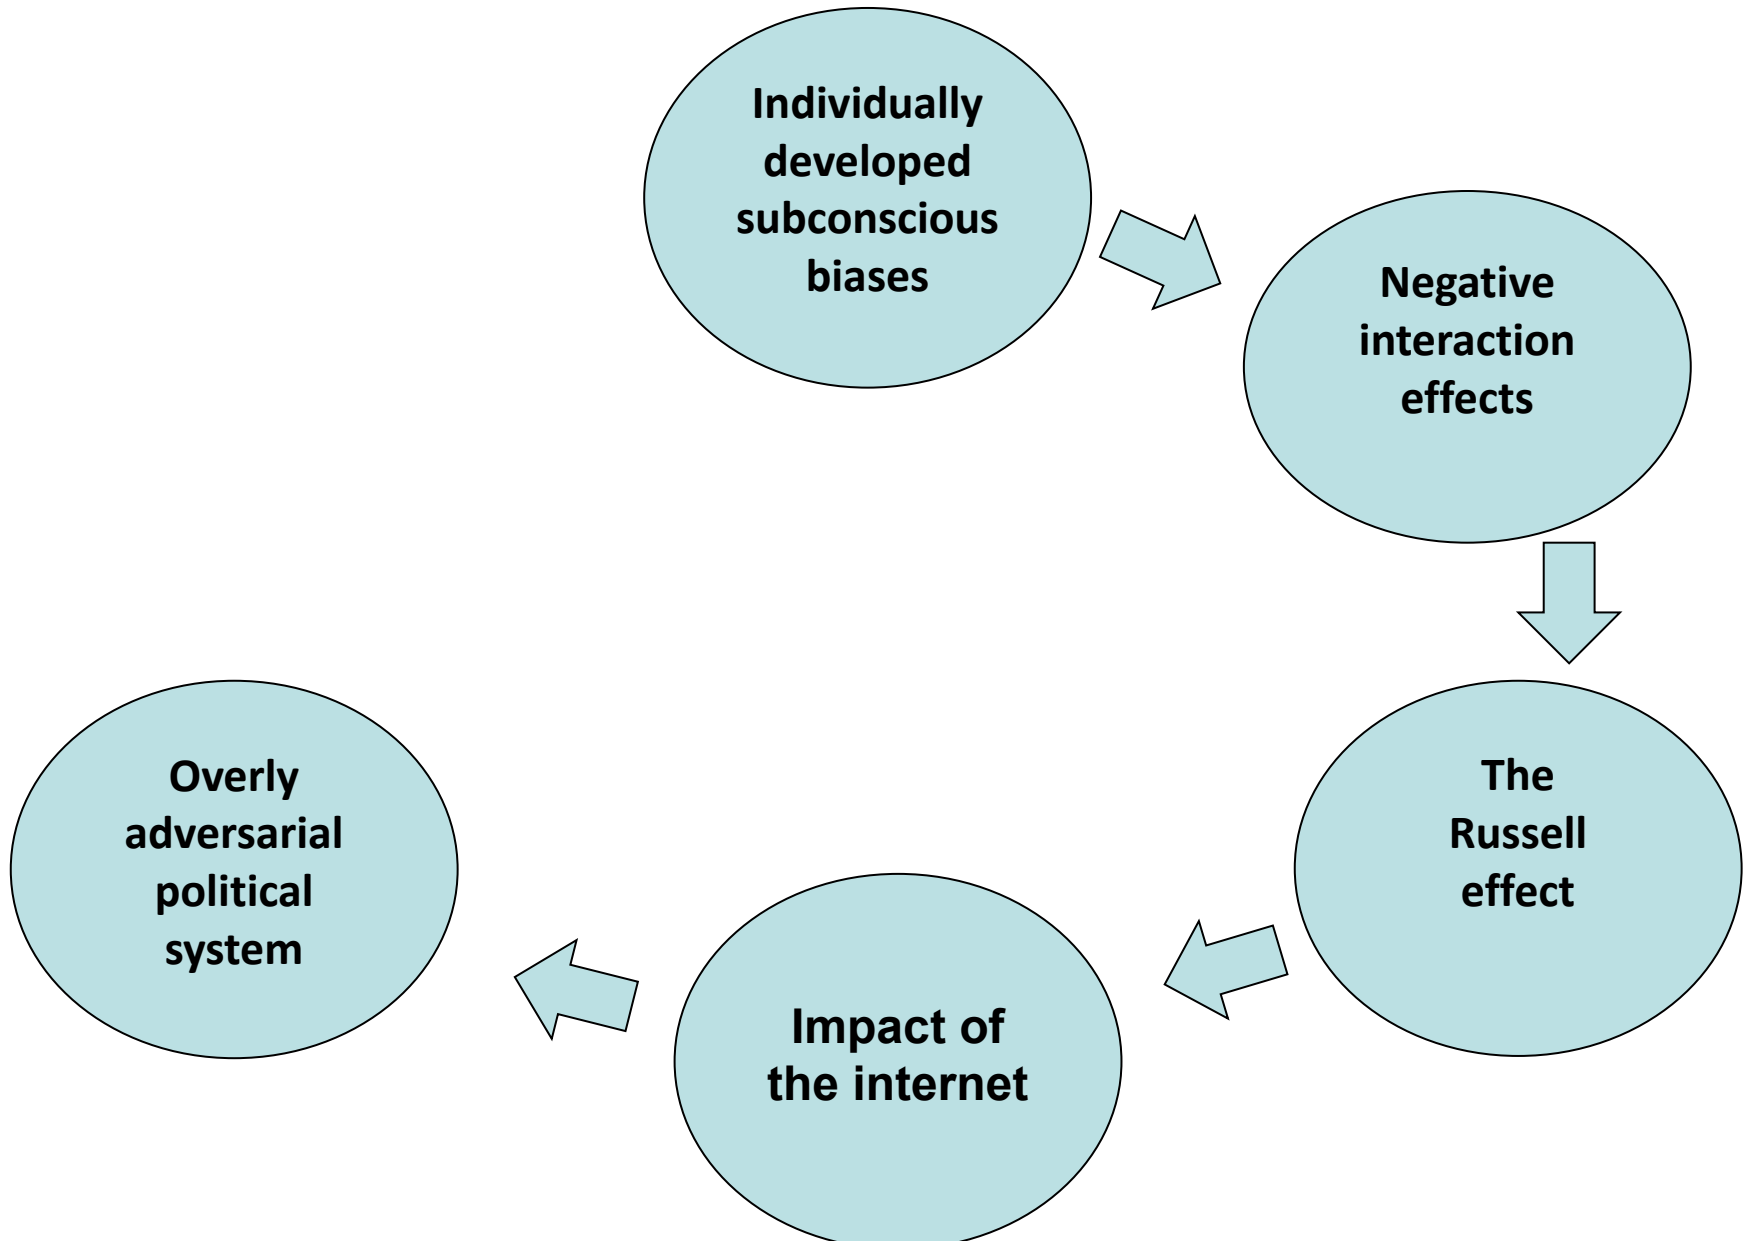 Individually
developed
subconscious
biases
Negative
interaction
effects
The
Russell
effect
Impact of
the internet
Overly
adversarial
political
system